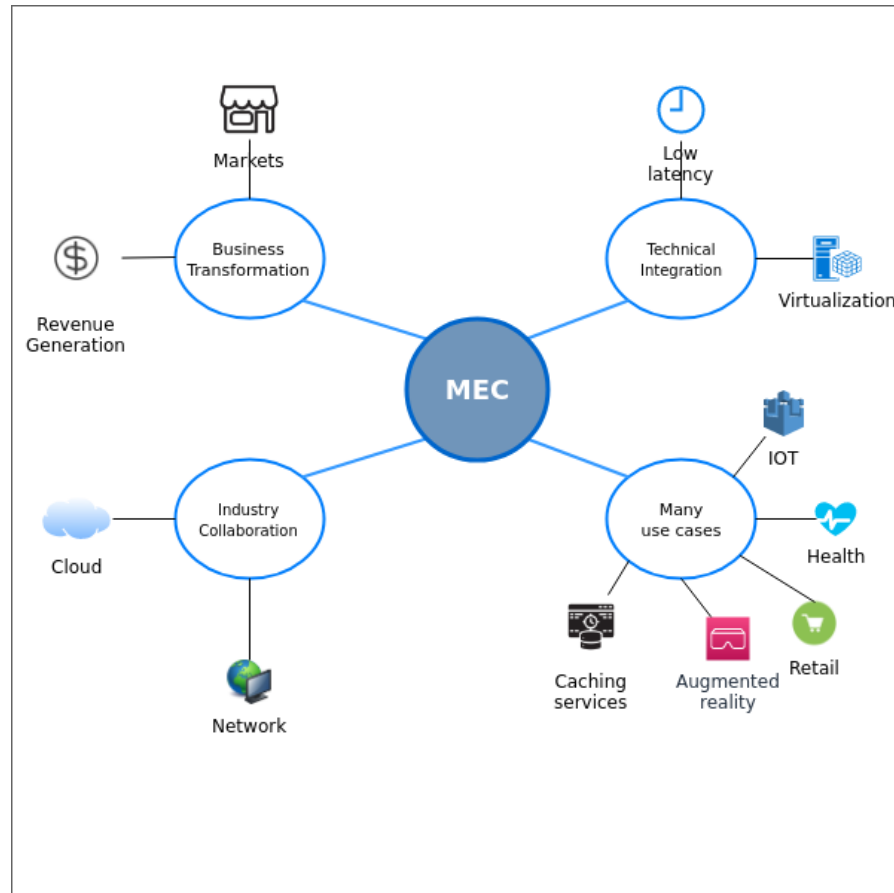 Markets
Business
Transformation
Revenue
Generation
Low
latency
Technical
Integration
Virtualization
MEC
Industry
Collaboration
Cloud
Network
Many
use cases
IOT
Health
Retail
Augmented
reality
Caching
services